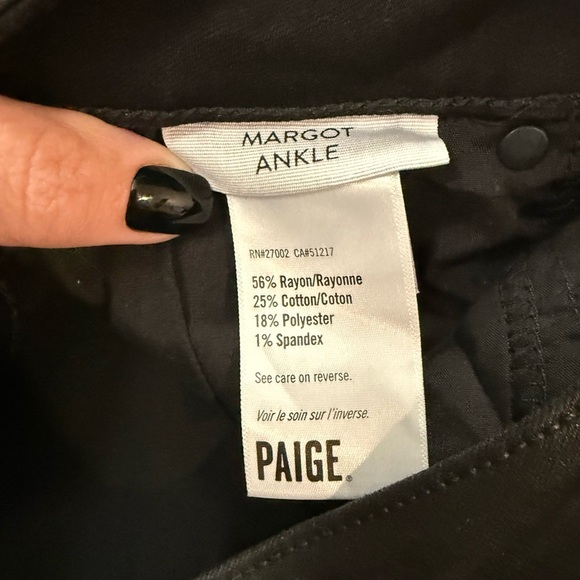 MARGOT
ANKLE
RN#27002 CA#51217
56% Rayon/Rayonne
25% Cotton/Coton
18% Polyester
1% Spandex
See care on reverse.
Voir le soin sur l'inverse.
PAIGE®